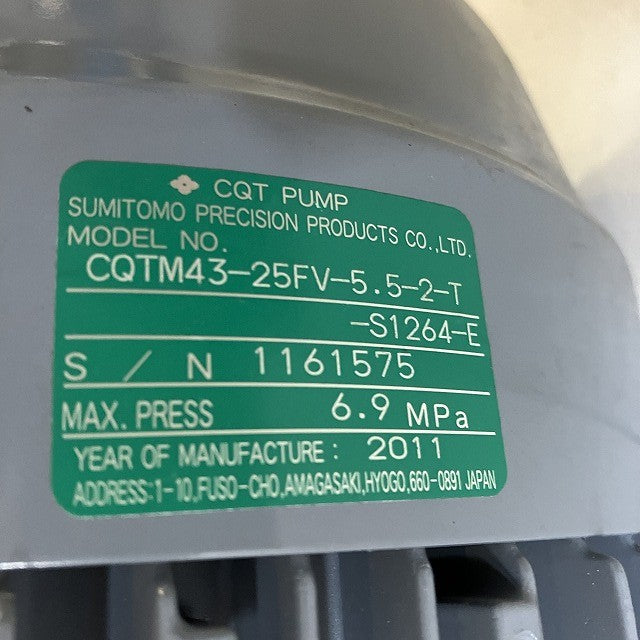 CQT PUMP
SUMITOMO PRECISION PRODUCTS CO.,LTD.
MODEL NO.
CQTM43-25FV-5.5-2-T
-S1264-E
S / N 1161575
MAX. PRESS 6.9 MPa
YEAR OF MANUFACTURE: 2011
ADDRESS:1-10,FUSO-CHO,AMAGASAKI,HYOGO,660-0891 JAPAN